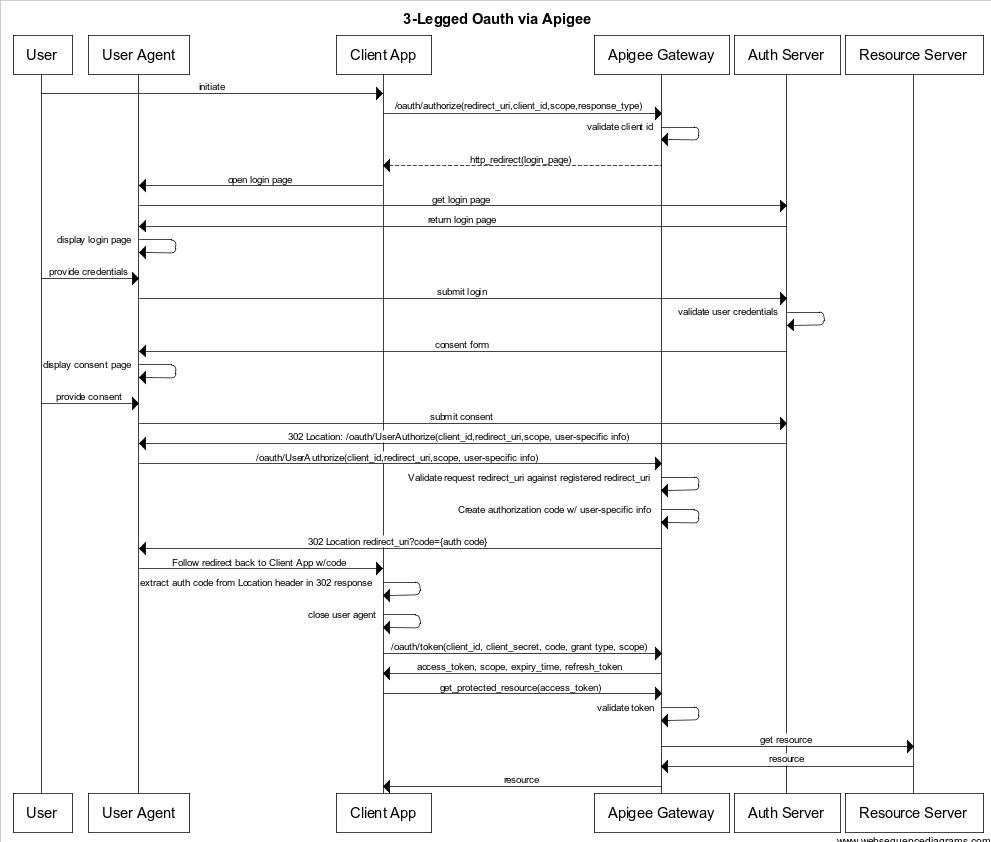 3-Legged Oauth via Apigee
User
User Agent
Client App
Apigee Gateway
Auth Server
Resource Server
initiate
/oauth/authorize(redirect_uri,client_id,scope,response_type)
validate client id
http_redirect(login_page)
open login page
get login page
return login page
display login page
provide credentials
submit login
validate user credentials
consent form
display consent page
provide consent
submit consent
302 Location: /oauth/UserAuthorize(client_id,redirect_uri,scope, user-specific info)
/oauth/UserAuthorize(client_id,redirect_uri,scope, user-specific info)
Validate request redirect_uri against registered redirect_uri
Create authorization code w/ user-specific info
302 Location redirect_uri?code={auth code}
Follow redirect back to Client App w/code
extract auth code from Location header in 302 response
close user agent
/oauth/token(client_id, client_secret, code, grant type, scope)
access_token, scope, expiry_time, refresh_token
get_protected_resource(access_token)
validate token
get resource
resource
resource
User
User Agent
Client App
Apigee Gateway
Auth Server
Resource Server
www.websequencediagrams.com